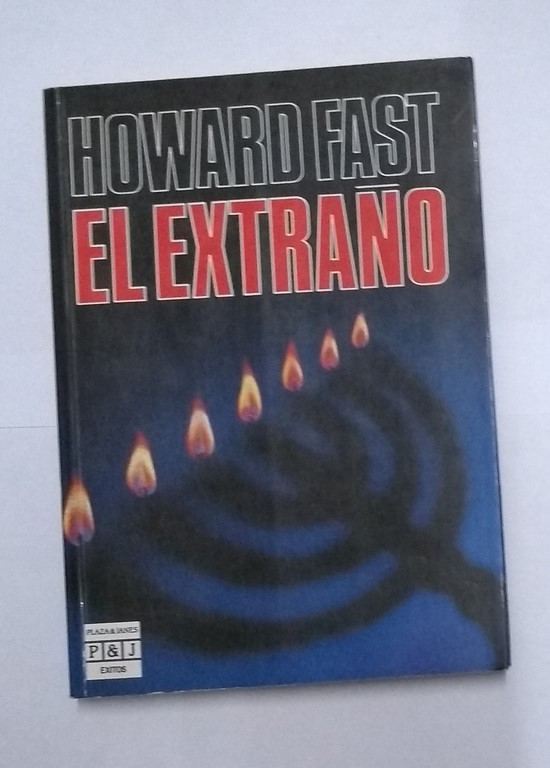 HOWARD FAST
EL EXTRAÑO
PLAZA & JANES
P & J
EXITOS